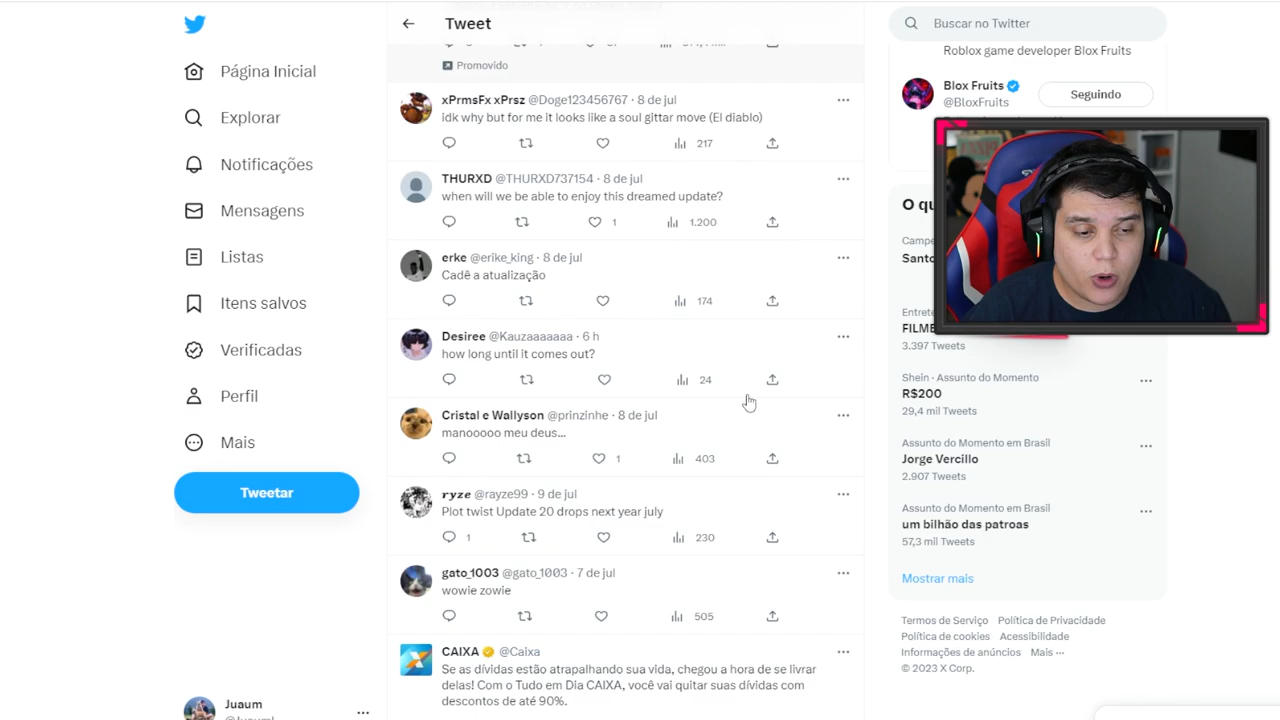 Página Inicial
Explorar
Notificações
Mensagens
Listas
Itens salvos
Verificadas
Perfil
Mais
Tweetar
Juaum
Tweet
Promovido
xPrmsFx xPrsz @Doge123456767 · 8 de jul
idk why but for me it looks like a soul gittar move (El diablo)
217
THURXD @THURXD737154 · 8 de jul
when will we be able to enjoy this dreamed update?
1 1.200
erke @erike_king · 8 de jul
Cadê a atualização
174
Desiree @Kauzaaaaaaa · 6 h
how long until it comes out?
24
Cristal e Wallyson @prinzinhe · 8 de jul
manooooo meu deus...
1 403
ryze @rayze99 · 9 de jul
Plot twist Update 20 drops next year july
1 230
gato_1003 @gato_1003 · 7 de jul
wowie zowie
505
CAIXA @Caixa
Se as dívidas estão atrapalhando sua vida, chegou a hora de se livrar
delas! Com o Tudo em Dia CAIXA, você vai quitar suas dívidas com
descontos de até 90%.
Buscar no Twitter
Roblox game developer Blox Fruits
Blox Fruits
@BloxFruits
Seguindo
O qu
Campe
Santo
Entrete
FILME
3.397 Tweets
Shein · Assunto do Momento
R$200
29,4 mil Tweets
Assunto do Momento em Brasil
Jorge Vercillo
2.907 Tweets
Assunto do Momento em Brasil
um bilhão das patroas
57,3 mil Tweets
Mostrar mais
Termos de Serviço Política de Privacidade
Política de cookies Acessibilidade
Informações de anúncios Mais ···
© 2023 X Corp.